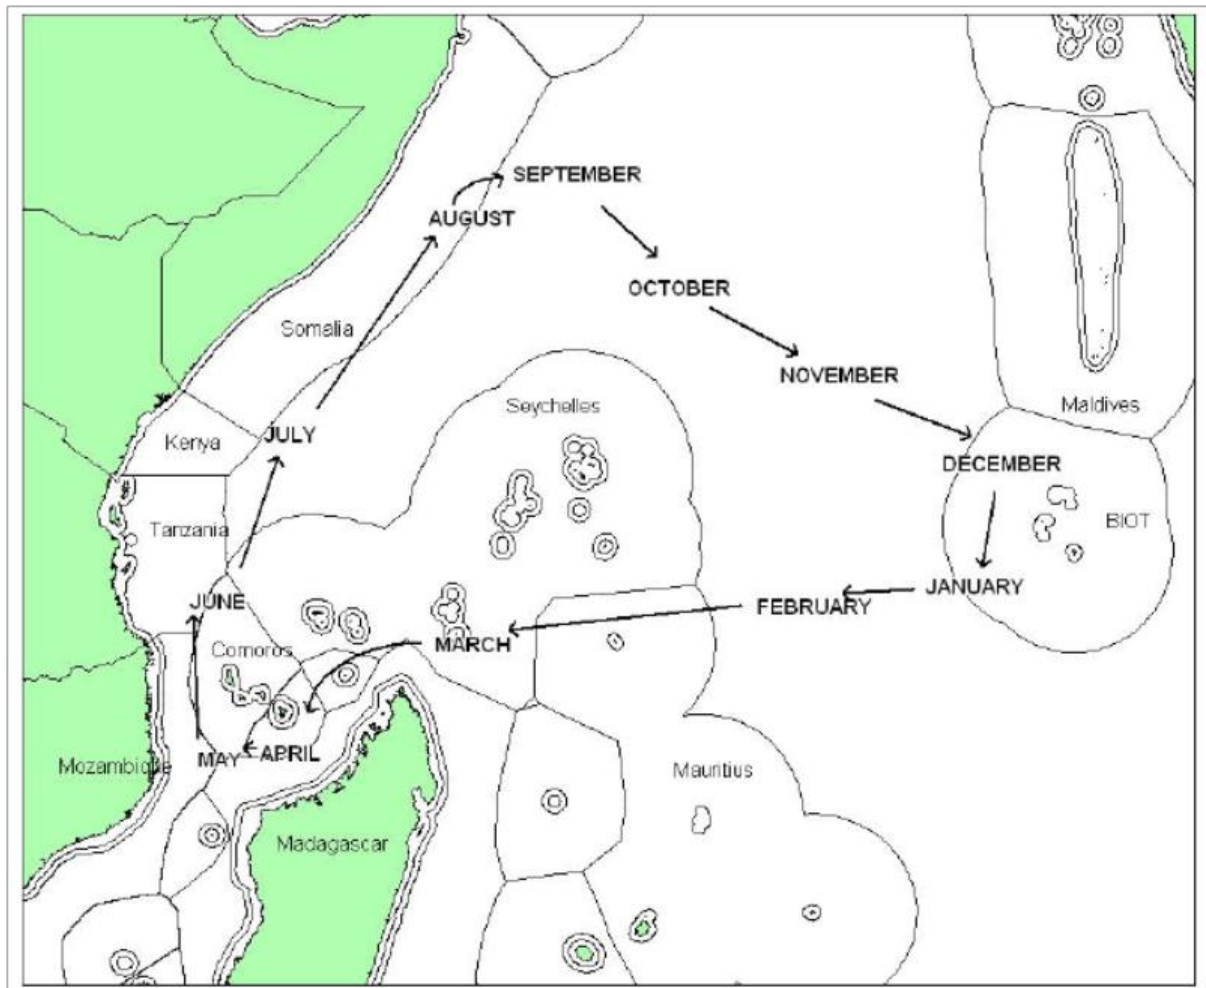 SEPTEMBER
AUGUST
OCTOBER
Somalia
NOVEMBER
Seychelles
Maldives
Kenya
JULY
DECEMBER
Tanzania
BIOT
JUNE
JANUARY
FEBRUARY
MARCH
Comoros
MAY
APRIL
Mozambique
Mauritius
Madagascar